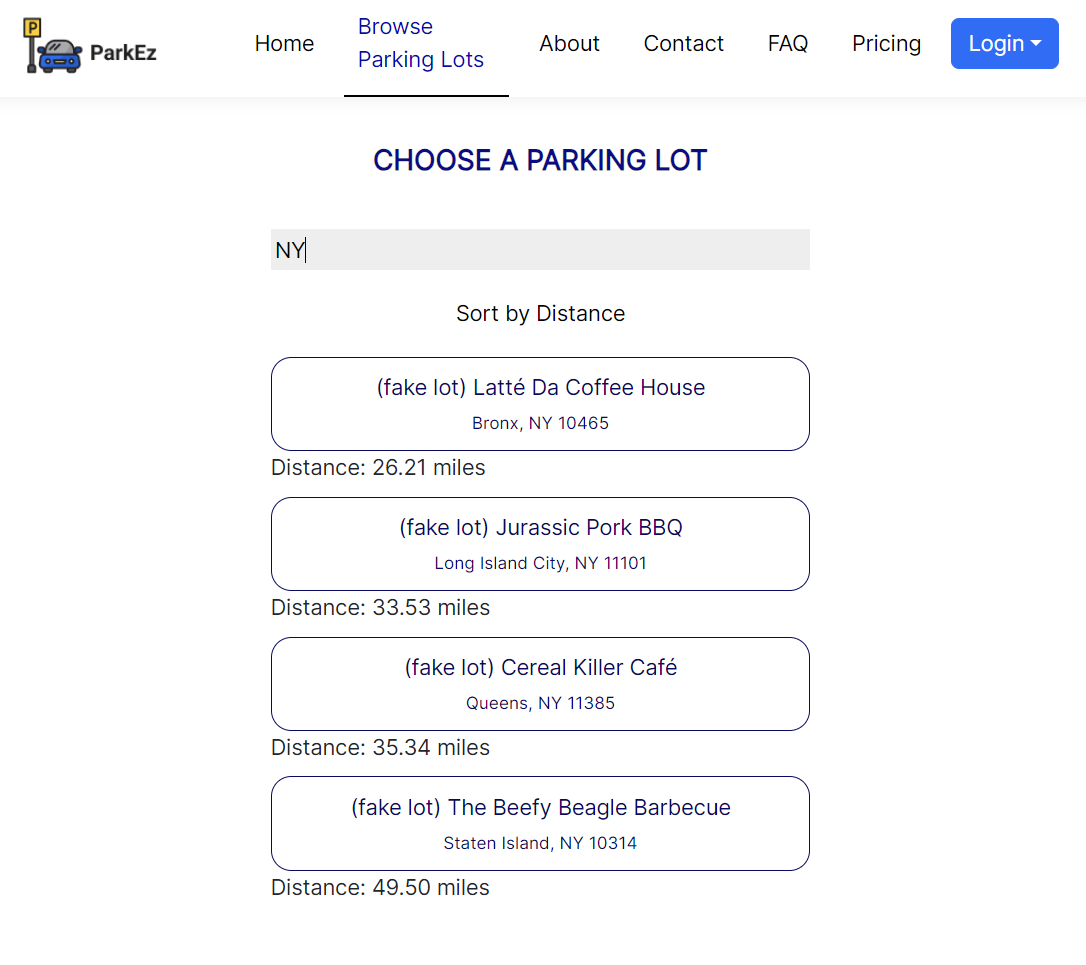 P
ParkEz
Home
Browse
Parking Lots
About
Contact
FAQ
Pricing
Login
CHOOSE A PARKING LOT
NY
Sort by Distance
(fake lot) Latté Da Coffee House
Bronx, NY 10465
Distance: 26.21 miles
(fake lot) Jurassic Pork BBQ
Long Island City, NY 11101
Distance: 33.53 miles
(fake lot) Cereal Killer Café
Queens, NY 11385
Distance: 35.34 miles
(fake lot) The Beefy Beagle Barbecue
Staten Island, NY 10314
Distance: 49.50 miles